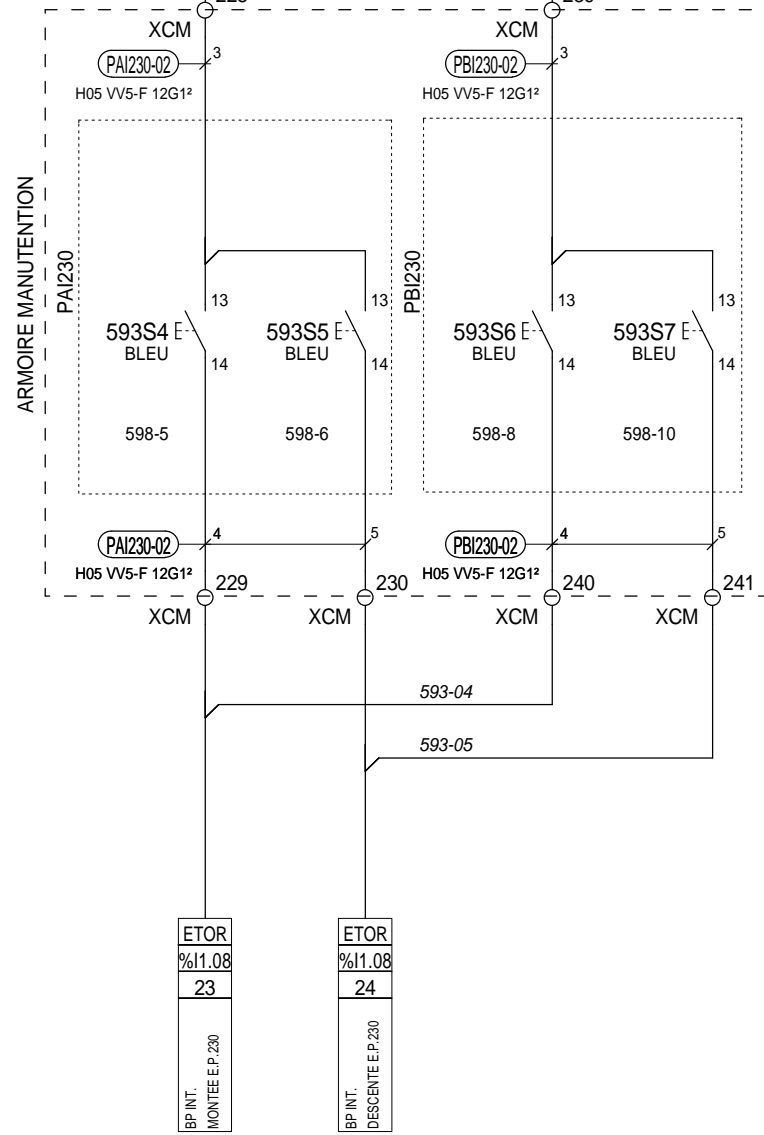 XCM
XCM
PAI230-02
3
PBI230-02
3
H05 VV5-F 12G1²
H05 VV5-F 12G1²
ARMOIRE MANUTENTION
PAI230
PBI230
13
13
13
13
593S4
593S5
593S6
593S7
BLEU
BLEU
BLEU
BLEU
14
14
14
14
598-5
598-6
598-8
598-10
PAI230-02
4
5
PBI230-02
4
5
H05 VV5-F 12G1²
H05 VV5-F 12G1²
229
230
240
241
XCM
XCM
XCM
XCM
593-04
593-05
ETOR
%I1.08
23
BP INT.
MONTEE E.P.230
ETOR
%I1.08
24
BP INT.
DESCENTE E.P.230